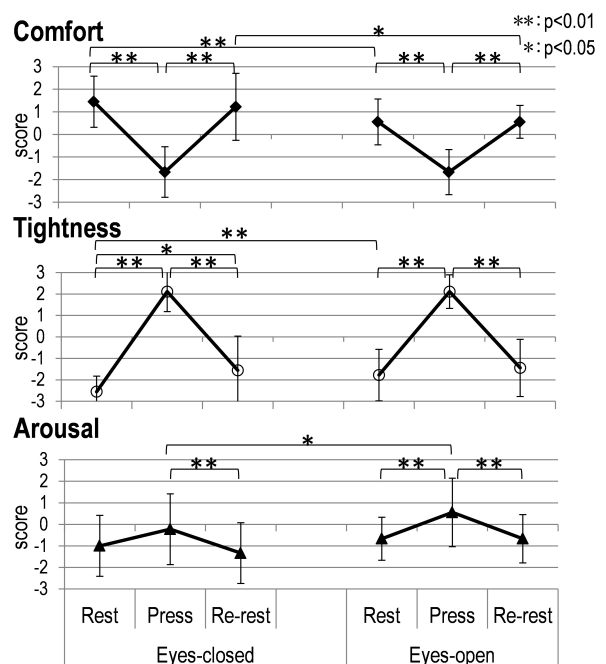 Comfort
**: p<0.01
*: p<0.05
** *
** ** ** **
score
3
2
1
0
-1
-2
-3
Tightness
**
*
** ** ** **
score
3
2
1
0
-1
-2
-3
Arousal
*
** ** **
score
3
2
1
0
-1
-2
-3
Rest Press Re-rest Rest Press Re-rest
Eyes-closed Eyes-open